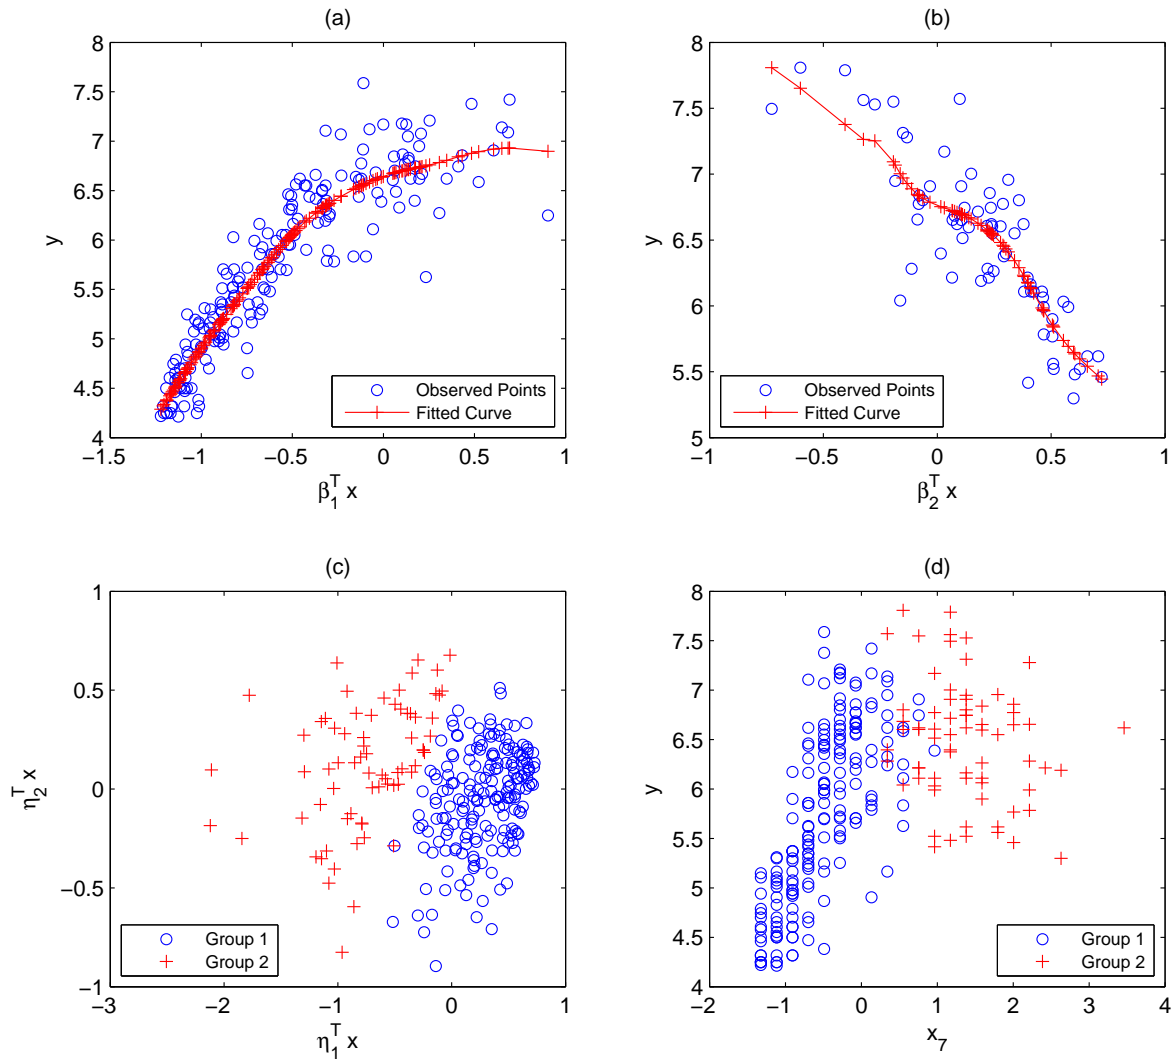 (a)
8
7.5
7
6.5
6
5.5
5
4.5
4
y
Observed Points
Fitted Curve
−1.5 −1 −0.5 0 0.5 1
β₁ᵀ x
(b)
8
7.5
7
6.5
6
5.5
5
y
Observed Points
Fitted Curve
−1 −0.5 0 0.5 1
β₂ᵀ x
(c)
1
0.5
0
−0.5
−1
η₂ᵀ x
Group 1
Group 2
−3 −2 −1 0 1
η₁ᵀ x
(d)
8
7.5
7
6.5
6
5.5
5
4.5
4
y
Group 1
Group 2
−2 −1 0 1 2 3 4
x₇